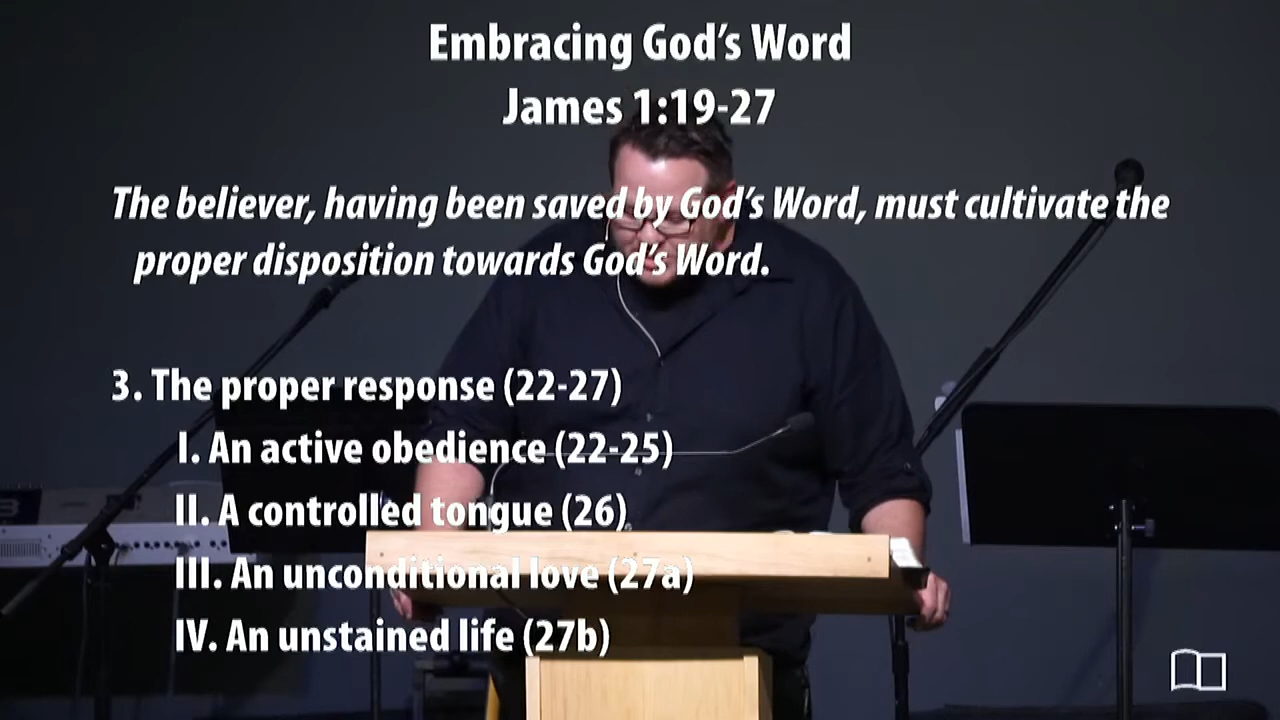 Embracing God's Word
James 1:19-27
The believer, having been saved by God's Word, must cultivate the
proper disposition towards God's Word.
3. The proper response (22-27)
I. An active obedience (22-25)
II. A controlled tongue (26)
III. An unconditional love (27a)
IV. An unstained life (27b)